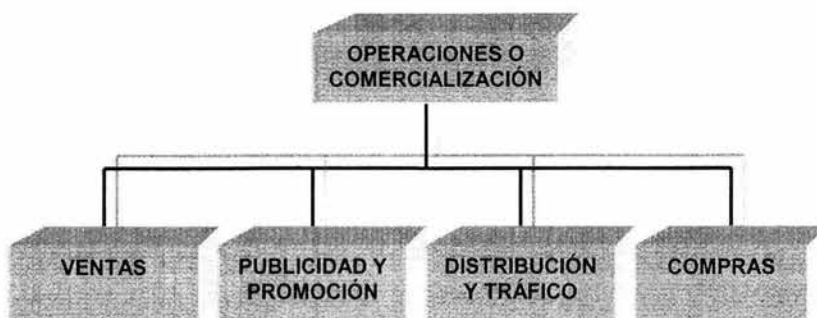 OPERACIONES O
COMERCIALIZACIÓN
VENTAS
PUBLICIDAD Y
PROMOCIÓN
DISTRIBUCIÓN
Y TRÁFICO
COMPRAS